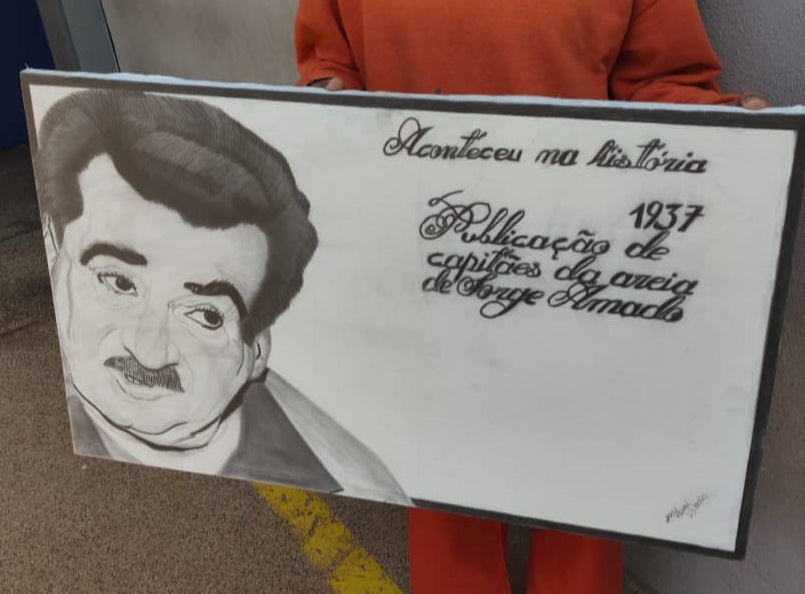 Aconteceu na história
1937
Publicação de
capitães da areia
de Jorge Amado